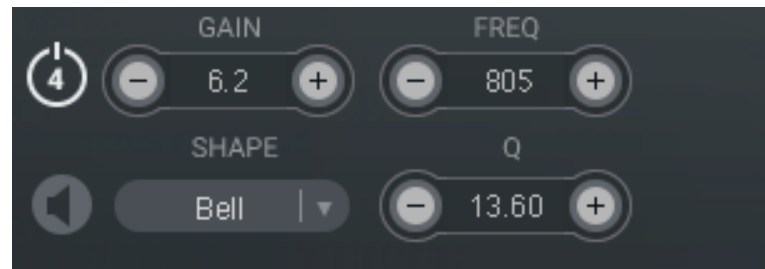 GAIN FREQ
4 − 6.2 + − 805 +
SHAPE Q
Bell − 13.60 +